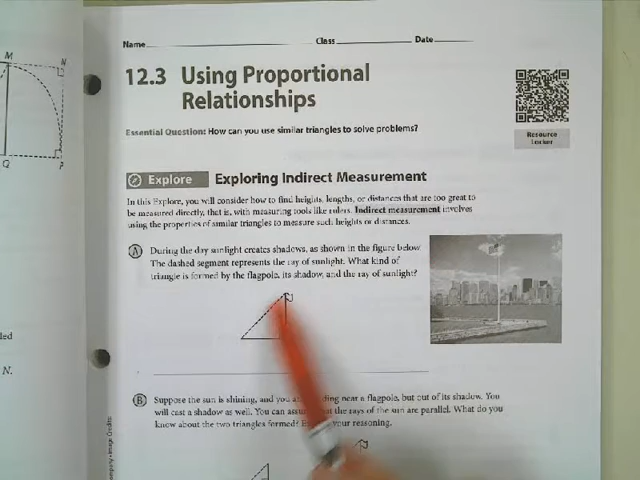 M
N
Q
P
led
N.
Name
Class
Date
12.3 Using Proportional
Relationships
Resource
Locker
Essential Question: How can you use similar triangles to solve problems?
Explore Exploring Indirect Measurement
In this Explore, you will consider how to find heights, lengths, or distances that are too great to
be measured directly, that is, with measuring tools like rulers. Indirect measurement involves
using the properties of similar triangles to measure such heights or distances.
A During the day sunlight creates shadows, as shown in the figure below.
The dashed segment represents the ray of sunlight. What kind of
triangle is formed by the flagpole, its shadow, and the ray of sunlight?
B Suppose the sun is shining, and you a ding near a flagpole, but out of its shadow. You
will cast a shadow as well. You can assu at the rays of the sun are parallel. What do you
know about the two triangles formed? your reasoning.